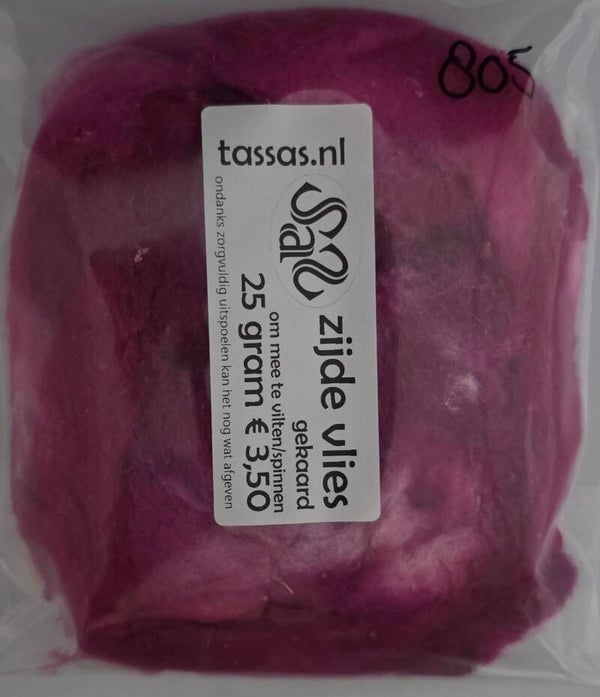 805
tassas.nl
SaS
zijde vlies
gekaard
om mee te vilten/spinnen
25 gram € 3,50
ondanks zorgvuldig uitspoelen kan het nog wat afgeven